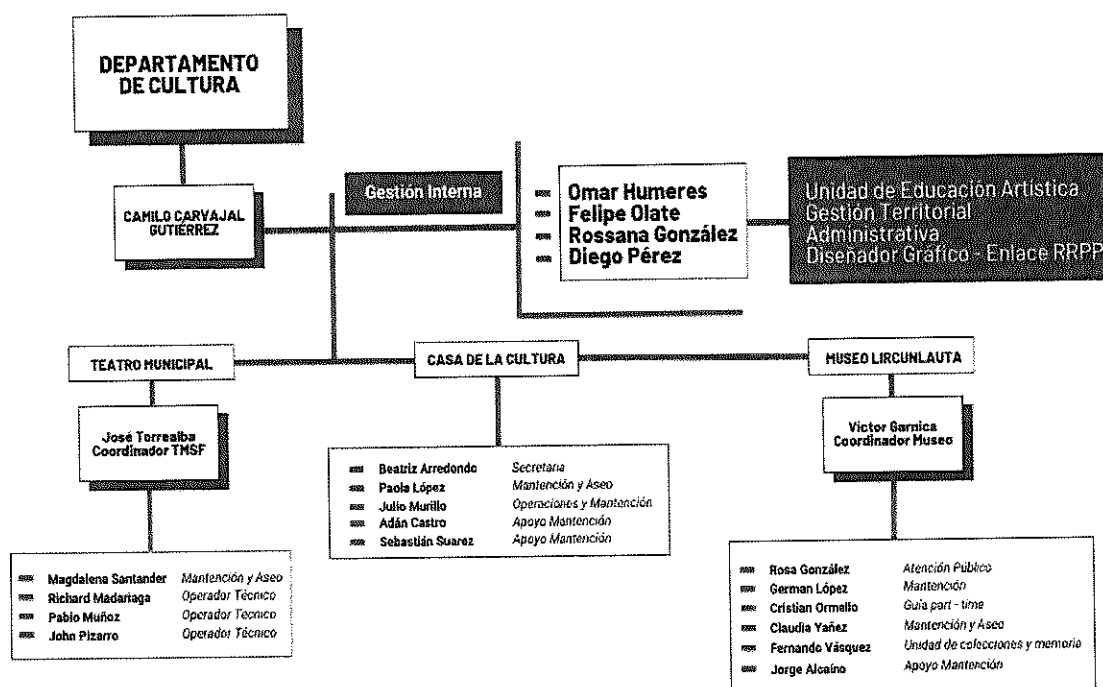 DEPARTAMENTO
DE CULTURA
CAMILO CARVAJAL
GUTIÉRREZ
Gestión Interna
Omar Humeres
Felipe Olate
Rossana González
Diego Pérez
Unidad de Educación Artística
Gestión Territorial
Administrativa
Disenador Gráfico - Enlace RRPP
TEATRO MUNICIPAL
CASA DE LA CULTURA
MUSEO LIRCUNLAUTA
José Torrealba
Coordinador TMSF
Victor Garnica
Coordinador Museo
Beatriz Arredondo Secretaria
Paola López Mantención y Aseo
Julio Murillo Operaciones y Mantención
Adán Castro Apoyo Mantención
Sebastián Suarez Apoyo Mantención
Magdalena Santander Mantención y Aseo
Richard Madariaga Operador Técnico
Pablo Muñoz Operador Técnico
John Pizarro Operador Técnico
Rosa González Atención Público
German López Mantención
Cristian Ormello Guía part - time
Claudia Yañez Mantención y Aseo
Fernando Vásquez Unidad de colecciones y memoria
Jorge Alcaíno Apoyo Mantención